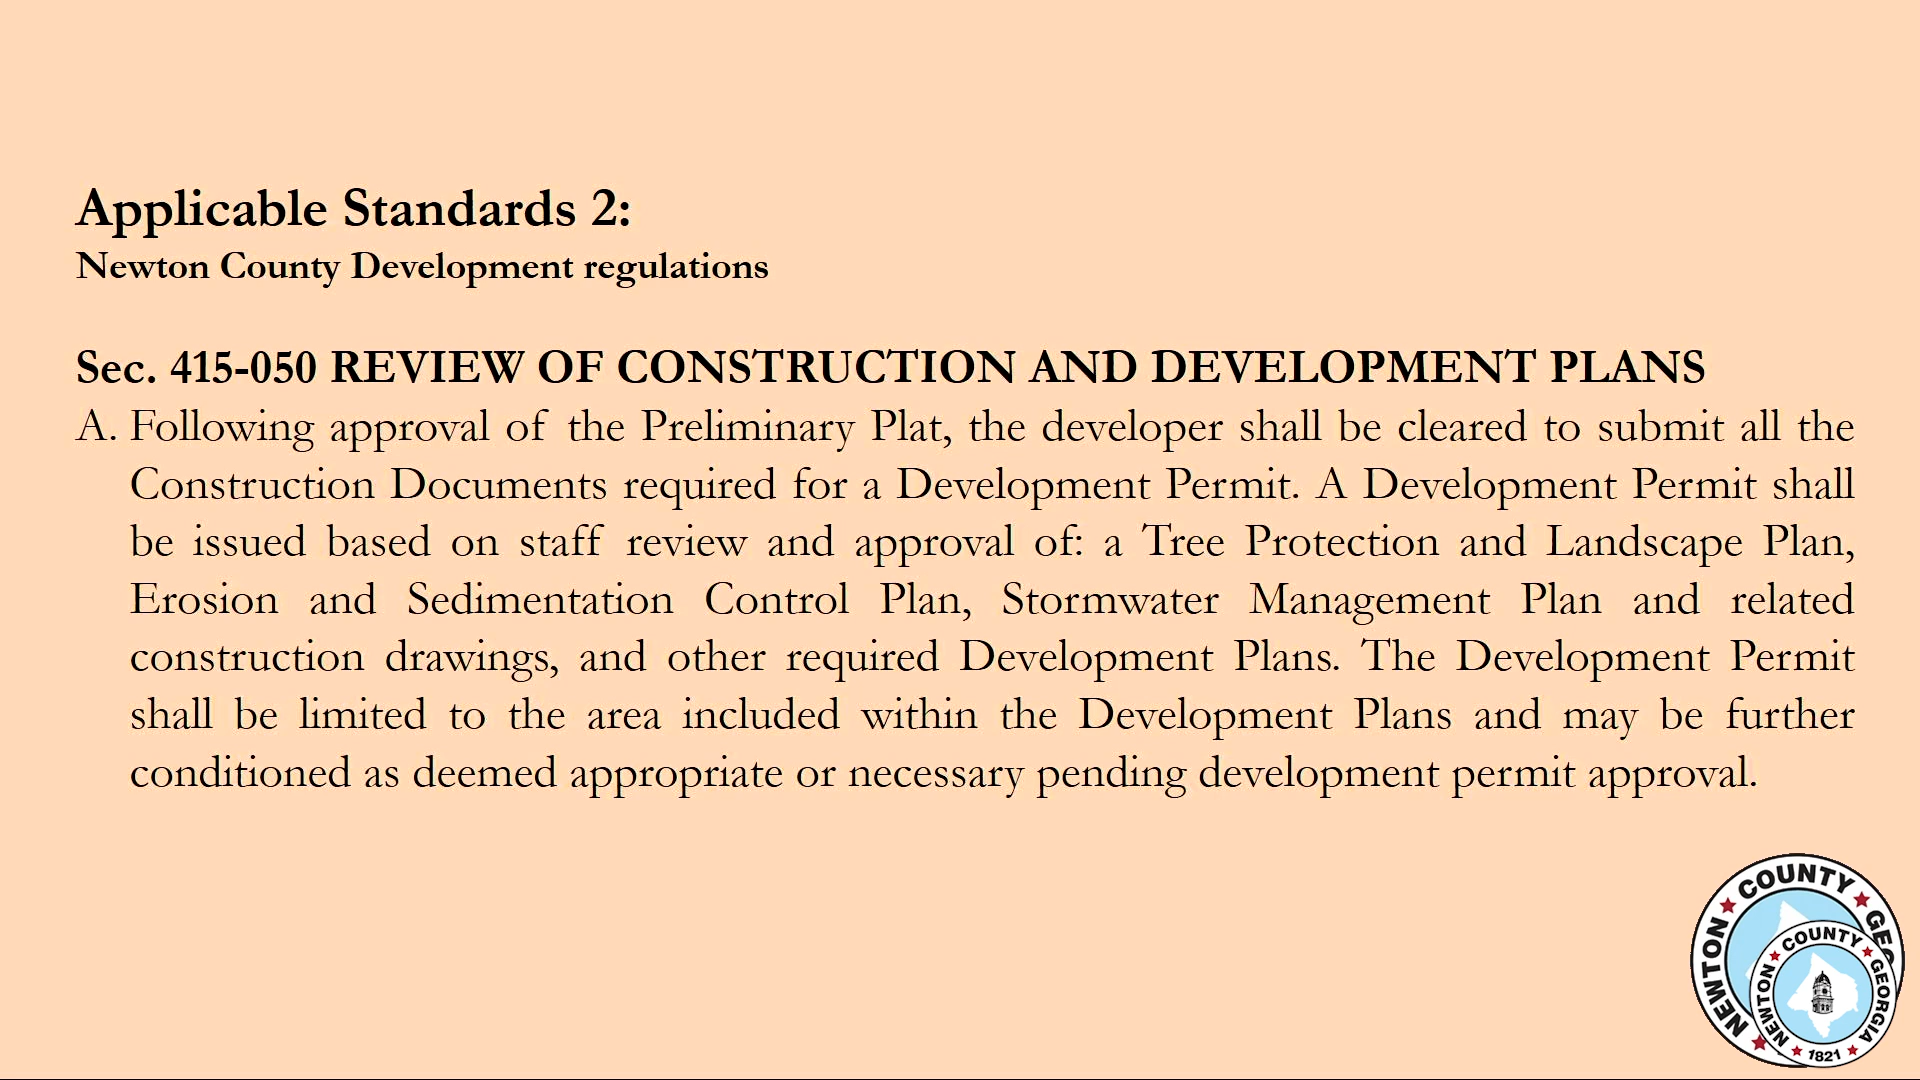 Applicable Standards 2:
Newton County Development regulations
Sec. 415-050 REVIEW OF CONSTRUCTION AND DEVELOPMENT PLANS
A. Following approval of the Preliminary Plat, the developer shall be cleared to submit all the
Construction Documents required for a Development Permit. A Development Permit shall
be issued based on staff review and approval of: a Tree Protection and Landscape Plan,
Erosion and Sedimentation Control Plan, Stormwater Management Plan and related
construction drawings, and other required Development Plans. The Development Permit
shall be limited to the area included within the Development Plans and may be further
conditioned as deemed appropriate or necessary pending development permit approval.
NEWTON COUNTY GEO
NEWTON COUNTY GEORGIA
1821